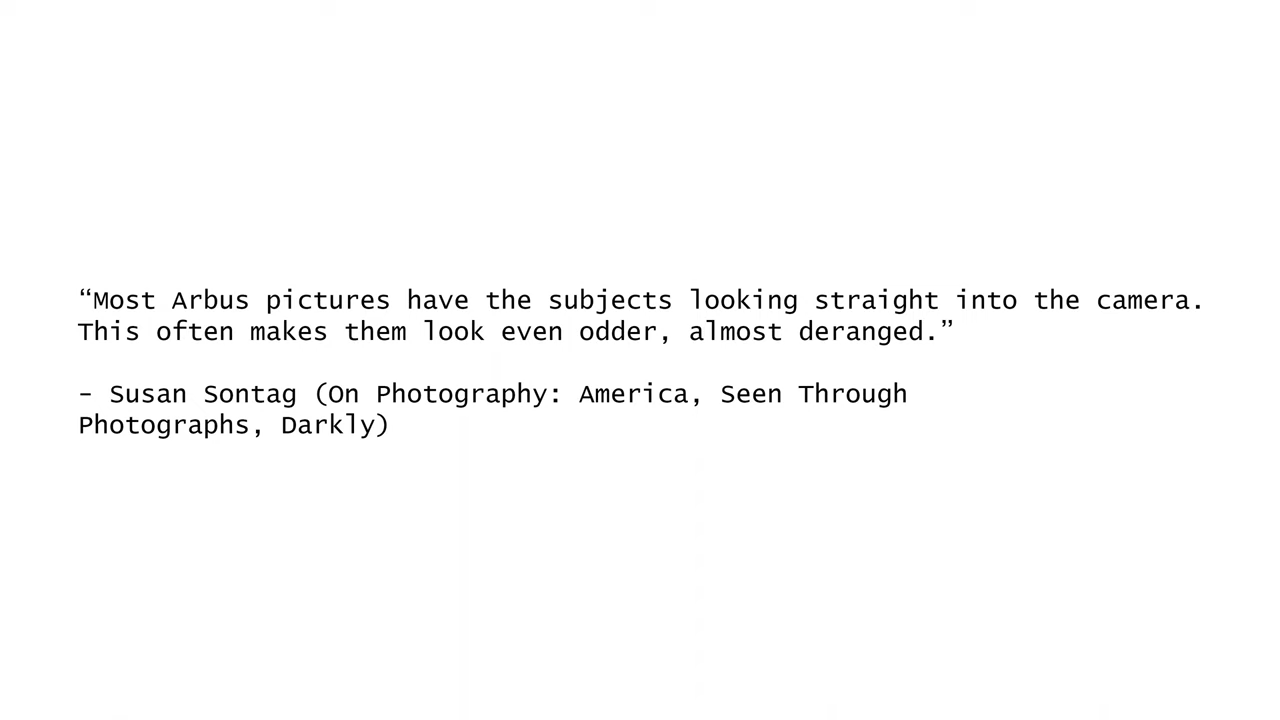 “Most Arbus pictures have the subjects looking straight into the camera.
This often makes them look even odder, almost deranged.”
– Susan Sontag (On Photography: America, Seen Through
Photographs, Darkly)